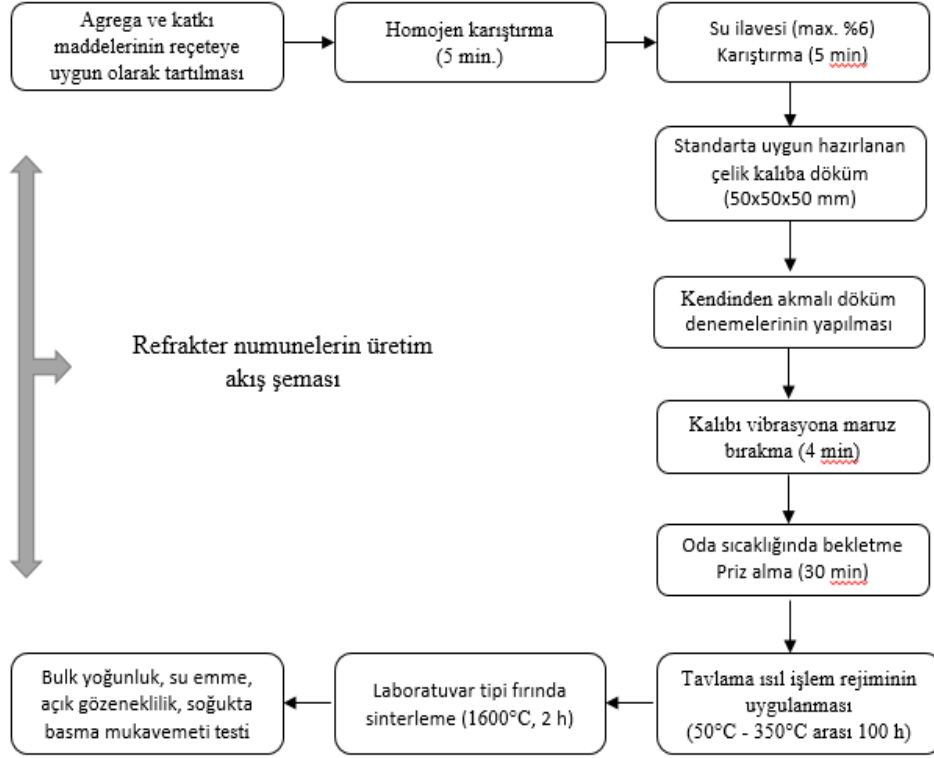 Agrega ve katkı
maddelerinin reçeteye
uygun olarak tartılması
Homojen karıştırma
(5 min.)
Su ilavesi (max. %6)
Karıştırma (5 min)
Standarta uygun hazırlanan
çelik kalıba döküm
(50x50x50 mm)
Kendinden akmalı döküm
denemelerinin yapılması
Refrakter numunelerin üretim
akış şeması
Kalıbı vibrasyona maruz
bırakma (4 min)
Oda sıcaklığında bekletme
Priz alma (30 min)
Tavlama ısıl işlem rejiminin
uygulanması
(50°C - 350°C arası 100 h)
Laboratuvar tipi fırında
sinterleme (1600°C, 2 h)
Bulk yoğunluk, su emme,
açık gözeneklilik, soğukta
basma mukavemeti testi